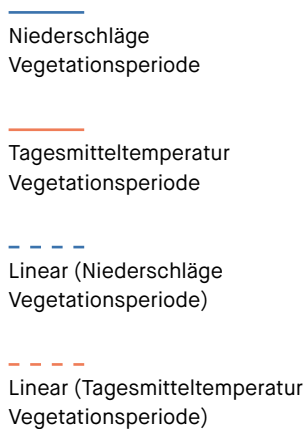 Niederschläge
Vegetationsperiode
Tagesmitteltemperatur
Vegetationsperiode
Linear (Niederschläge
Vegetationsperiode)
Linear (Tagesmitteltemperatur
Vegetationsperiode)